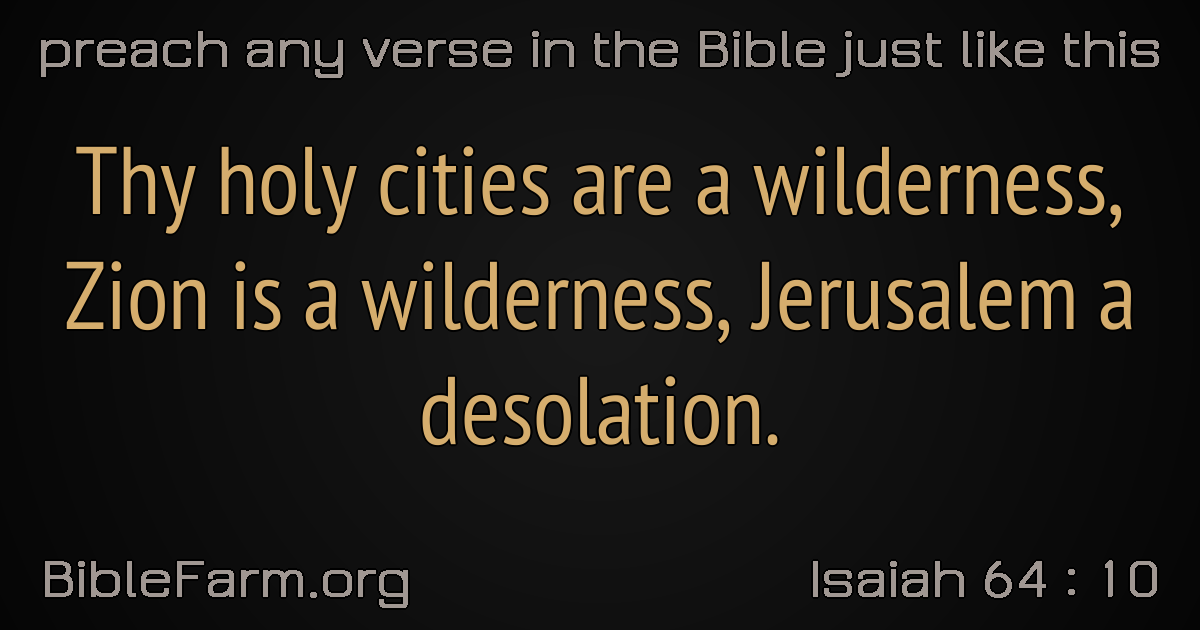 preach any verse in the Bible just like this
Thy holy cities are a wilderness,
Zion is a wilderness, Jerusalem a
desolation.
BibleFarm.org
Isaiah 64 : 10